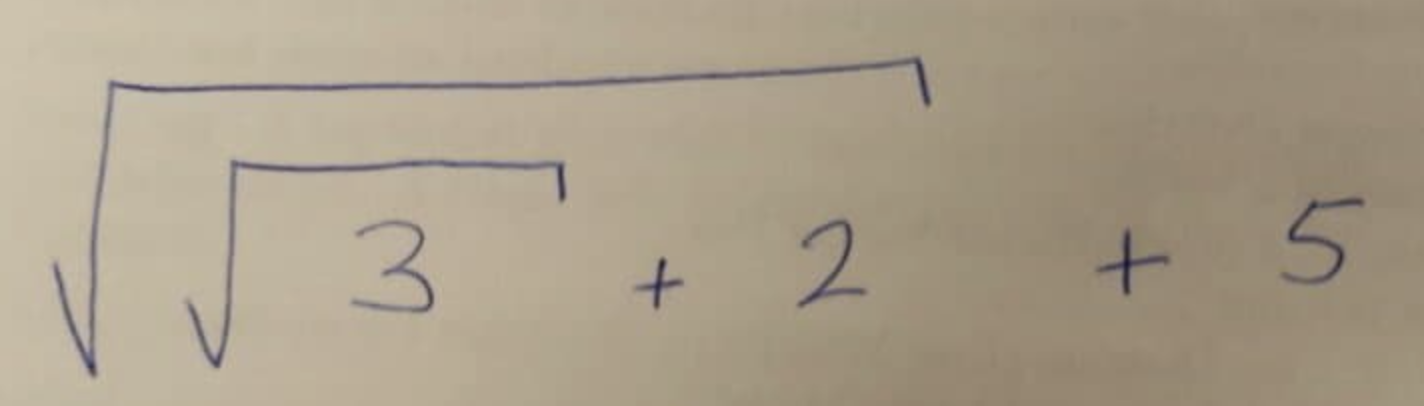 √(√3 + 2) + 5